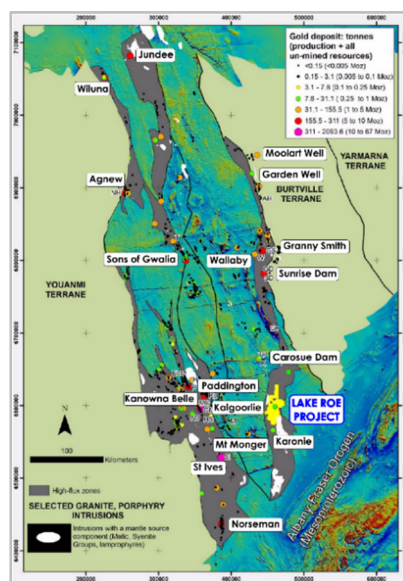 200000
300000
400000
500000
600000
Gold deposit: tonnes
(production + all
un-mined resources)
<0.15 (<0.005 Moz)
0.15 - 3.1 (0.005 to 0.1 Moz)
3.1 - 7.8 (0.1 to 0.25 Moz)
7.8 - 31.1 (0.25 to 1 Moz)
31.1 - 155.5 (1 to 5 Moz)
155.5 - 311 (5 to 10 Moz)
311 - 2083.6 (10 to 67 Moz)
Jundee
Wiluna
Moolart Well
YARMARNA
TERRANE
Garden Well
Agnew
BURTVILLE
TERRANE
Granny Smith
Sons of Gwalia
Wallaby
Sunrise Dam
YOUANMI
TERRANE
Carosue Dam
Paddington
Kanowna Belle
Kalgoorlie
LAKE ROE
PROJECT
N
Mt Monger
Karonie
100
Kilometers
St Ives
High-flux zones
SELECTED GRANITE, PORPHYRY
INTRUSIONS
Norseman
Intrusions with a mantle source
component (Mafic, Syenite
Groups, lamprophyres)
Albany-Fraser Orogen
(Mesoproterozoic)